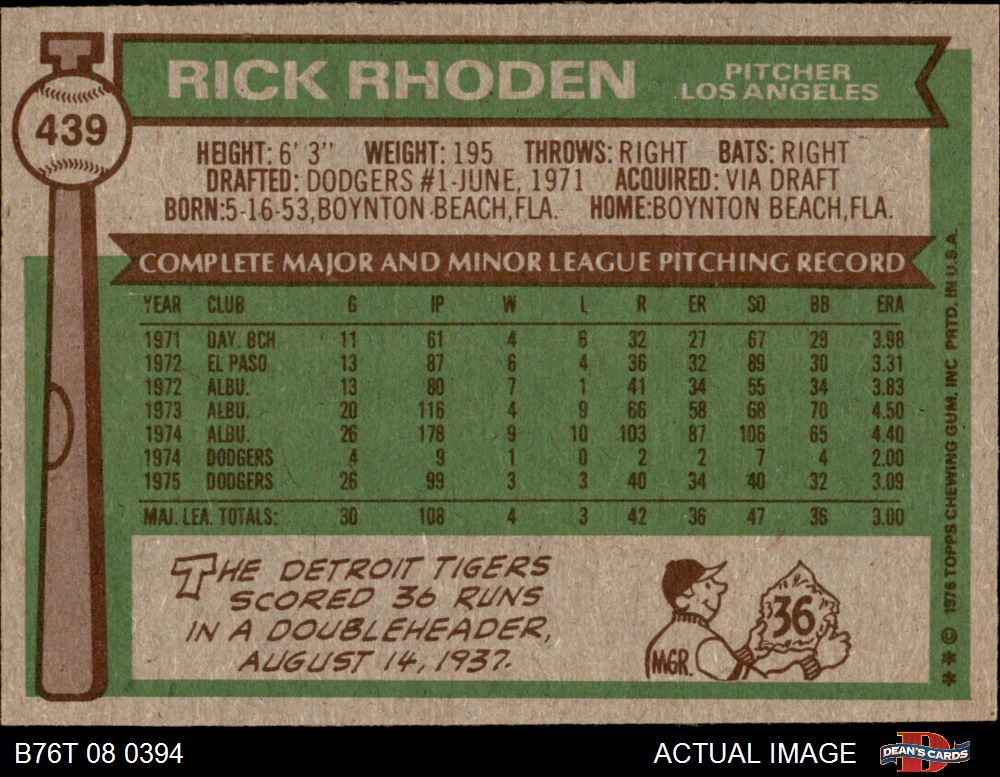 439
RICK RHODEN
PITCHER
LOS ANGELES
HEIGHT: 6' 3" WEIGHT: 195 THROWS: RIGHT BATS: RIGHT
DRAFTED: DODGERS #1-JUNE, 1971 ACQUIRED: VIA DRAFT
BORN:5-16-53,BOYNTON BEACH,FLA. HOME:BOYNTON BEACH,FLA.
COMPLETE MAJOR AND MINOR LEAGUE PITCHING RECORD
YEAR CLUB G IP W L R ER SO BB ERA
1971 DAY. BCH 11 61 4 6 32 27 67 29 3.98
1972 EL PASO 13 87 6 4 36 32 89 30 3.31
1972 ALBU. 13 80 7 1 41 34 55 34 3.83
1973 ALBU. 20 116 4 9 66 58 68 70 4.50
1974 ALBU. 26 178 9 10 103 87 106 65 4.40
1974 DODGERS 4 9 1 0 2 2 7 4 2.00
1975 DODGERS 26 99 3 3 40 34 40 32 3.09
MAJ. LEA. TOTALS: 30 108 4 3 42 36 47 36 3.00
THE DETROIT TIGERS
SCORED 36 RUNS
IN A DOUBLEHEADER,
AUGUST 14, 1937.
36
MGR.
** © 1976 TOPPS CHEWING GUM, INC PRTD. IN U.S.A.
B76T 08 0394
ACTUAL IMAGE
DEAN'S CARDS